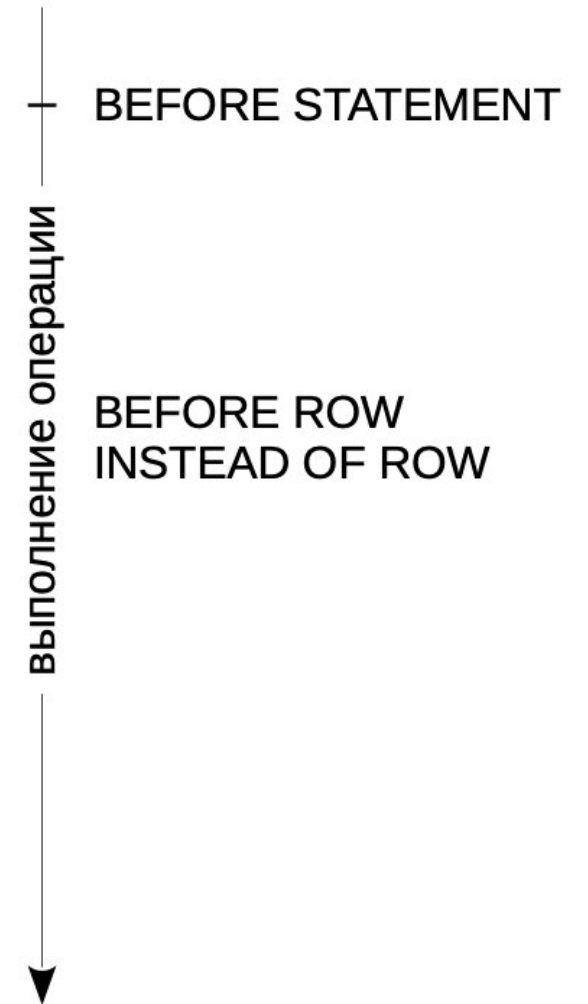 BEFORE STATEMENT
выполнение операции
BEFORE ROW
INSTEAD OF ROW